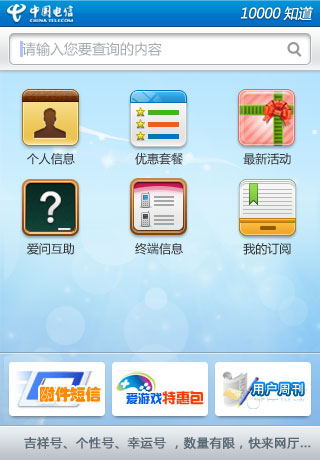 中国电信
CHINA TELECOM
10000 知道
请输入您要查询的内容
个人信息
优惠套餐
最新活动
?
爱问互助
终端信息
我的订阅
附件短信
爱游戏特惠包
用户周刊
吉祥号、个性号、幸运号 ，数量有限，快来网厅...